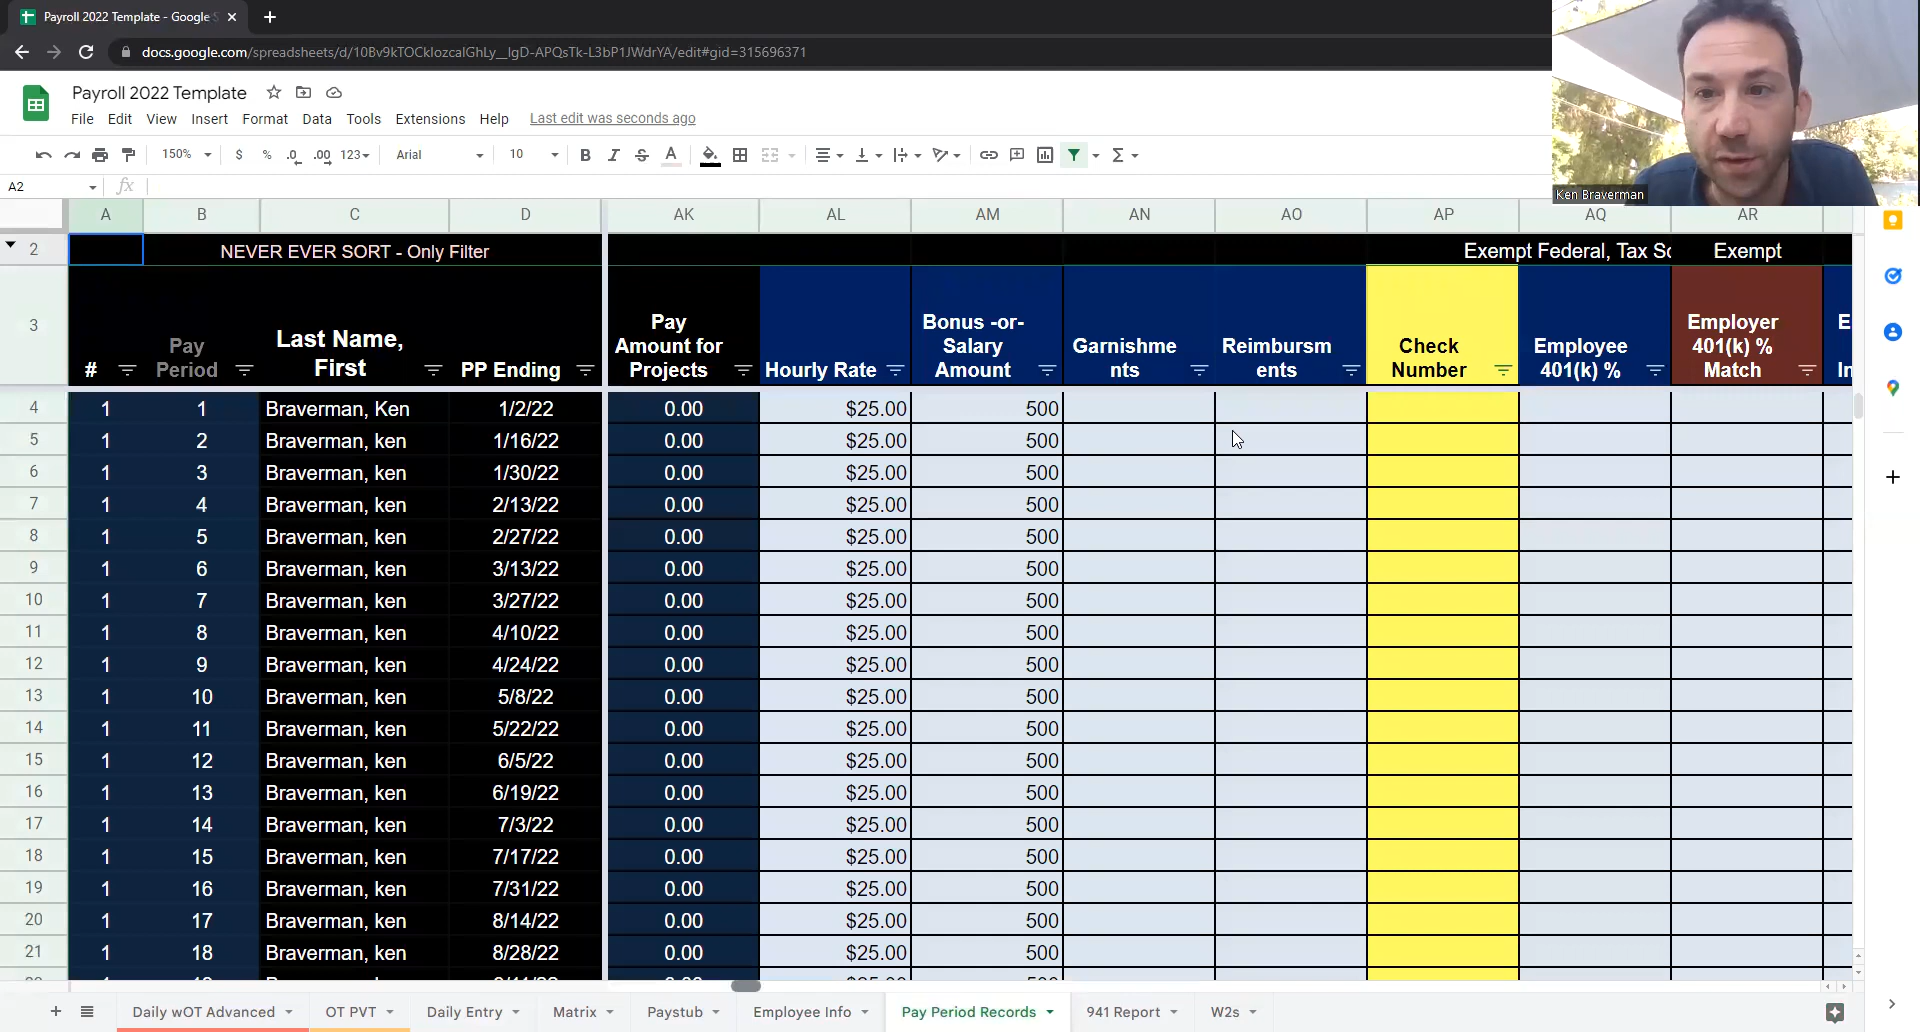 Payroll 2022 Template - Google S
docs.google.com/spreadsheets/d/10Bv9kTOCklozcalGhLy__lgD-APQsTk-L3bP1JWdrYA/edit#gid=315696371
Payroll 2022 Template
File Edit View Insert Format Data Tools Extensions Help Last edit was seconds ago
150% $ % .0 .00 123 Arial 10 B I S A
Ken Braverman
A2 fx
A B C D AK AL AM AN AO AP AQ AR
2 NEVER EVER SORT - Only Filter Exempt Federal, Tax Sc Exempt
3 # Pay Period Last Name, First PP Ending Pay Amount for Projects Hourly Rate Bonus -or- Salary Amount Garnishme nts Reimbursm ents Check Number Employee 401(k) % Employer 401(k) % Match E In
4 1 1 Braverman, Ken 1/2/22 0.00 $25.00 500
5 1 2 Braverman, ken 1/16/22 0.00 $25.00 500
6 1 3 Braverman, ken 1/30/22 0.00 $25.00 500
7 1 4 Braverman, ken 2/13/22 0.00 $25.00 500
8 1 5 Braverman, ken 2/27/22 0.00 $25.00 500
9 1 6 Braverman, ken 3/13/22 0.00 $25.00 500
10 1 7 Braverman, ken 3/27/22 0.00 $25.00 500
11 1 8 Braverman, ken 4/10/22 0.00 $25.00 500
12 1 9 Braverman, ken 4/24/22 0.00 $25.00 500
13 1 10 Braverman, ken 5/8/22 0.00 $25.00 500
14 1 11 Braverman, ken 5/22/22 0.00 $25.00 500
15 1 12 Braverman, ken 6/5/22 0.00 $25.00 500
16 1 13 Braverman, ken 6/19/22 0.00 $25.00 500
17 1 14 Braverman, ken 7/3/22 0.00 $25.00 500
18 1 15 Braverman, ken 7/17/22 0.00 $25.00 500
19 1 16 Braverman, ken 7/31/22 0.00 $25.00 500
20 1 17 Braverman, ken 8/14/22 0.00 $25.00 500
21 1 18 Braverman, ken 8/28/22 0.00 $25.00 500
Daily wOT Advanced OT PVT Daily Entry Matrix Paystub Employee Info Pay Period Records 941 Report W2s